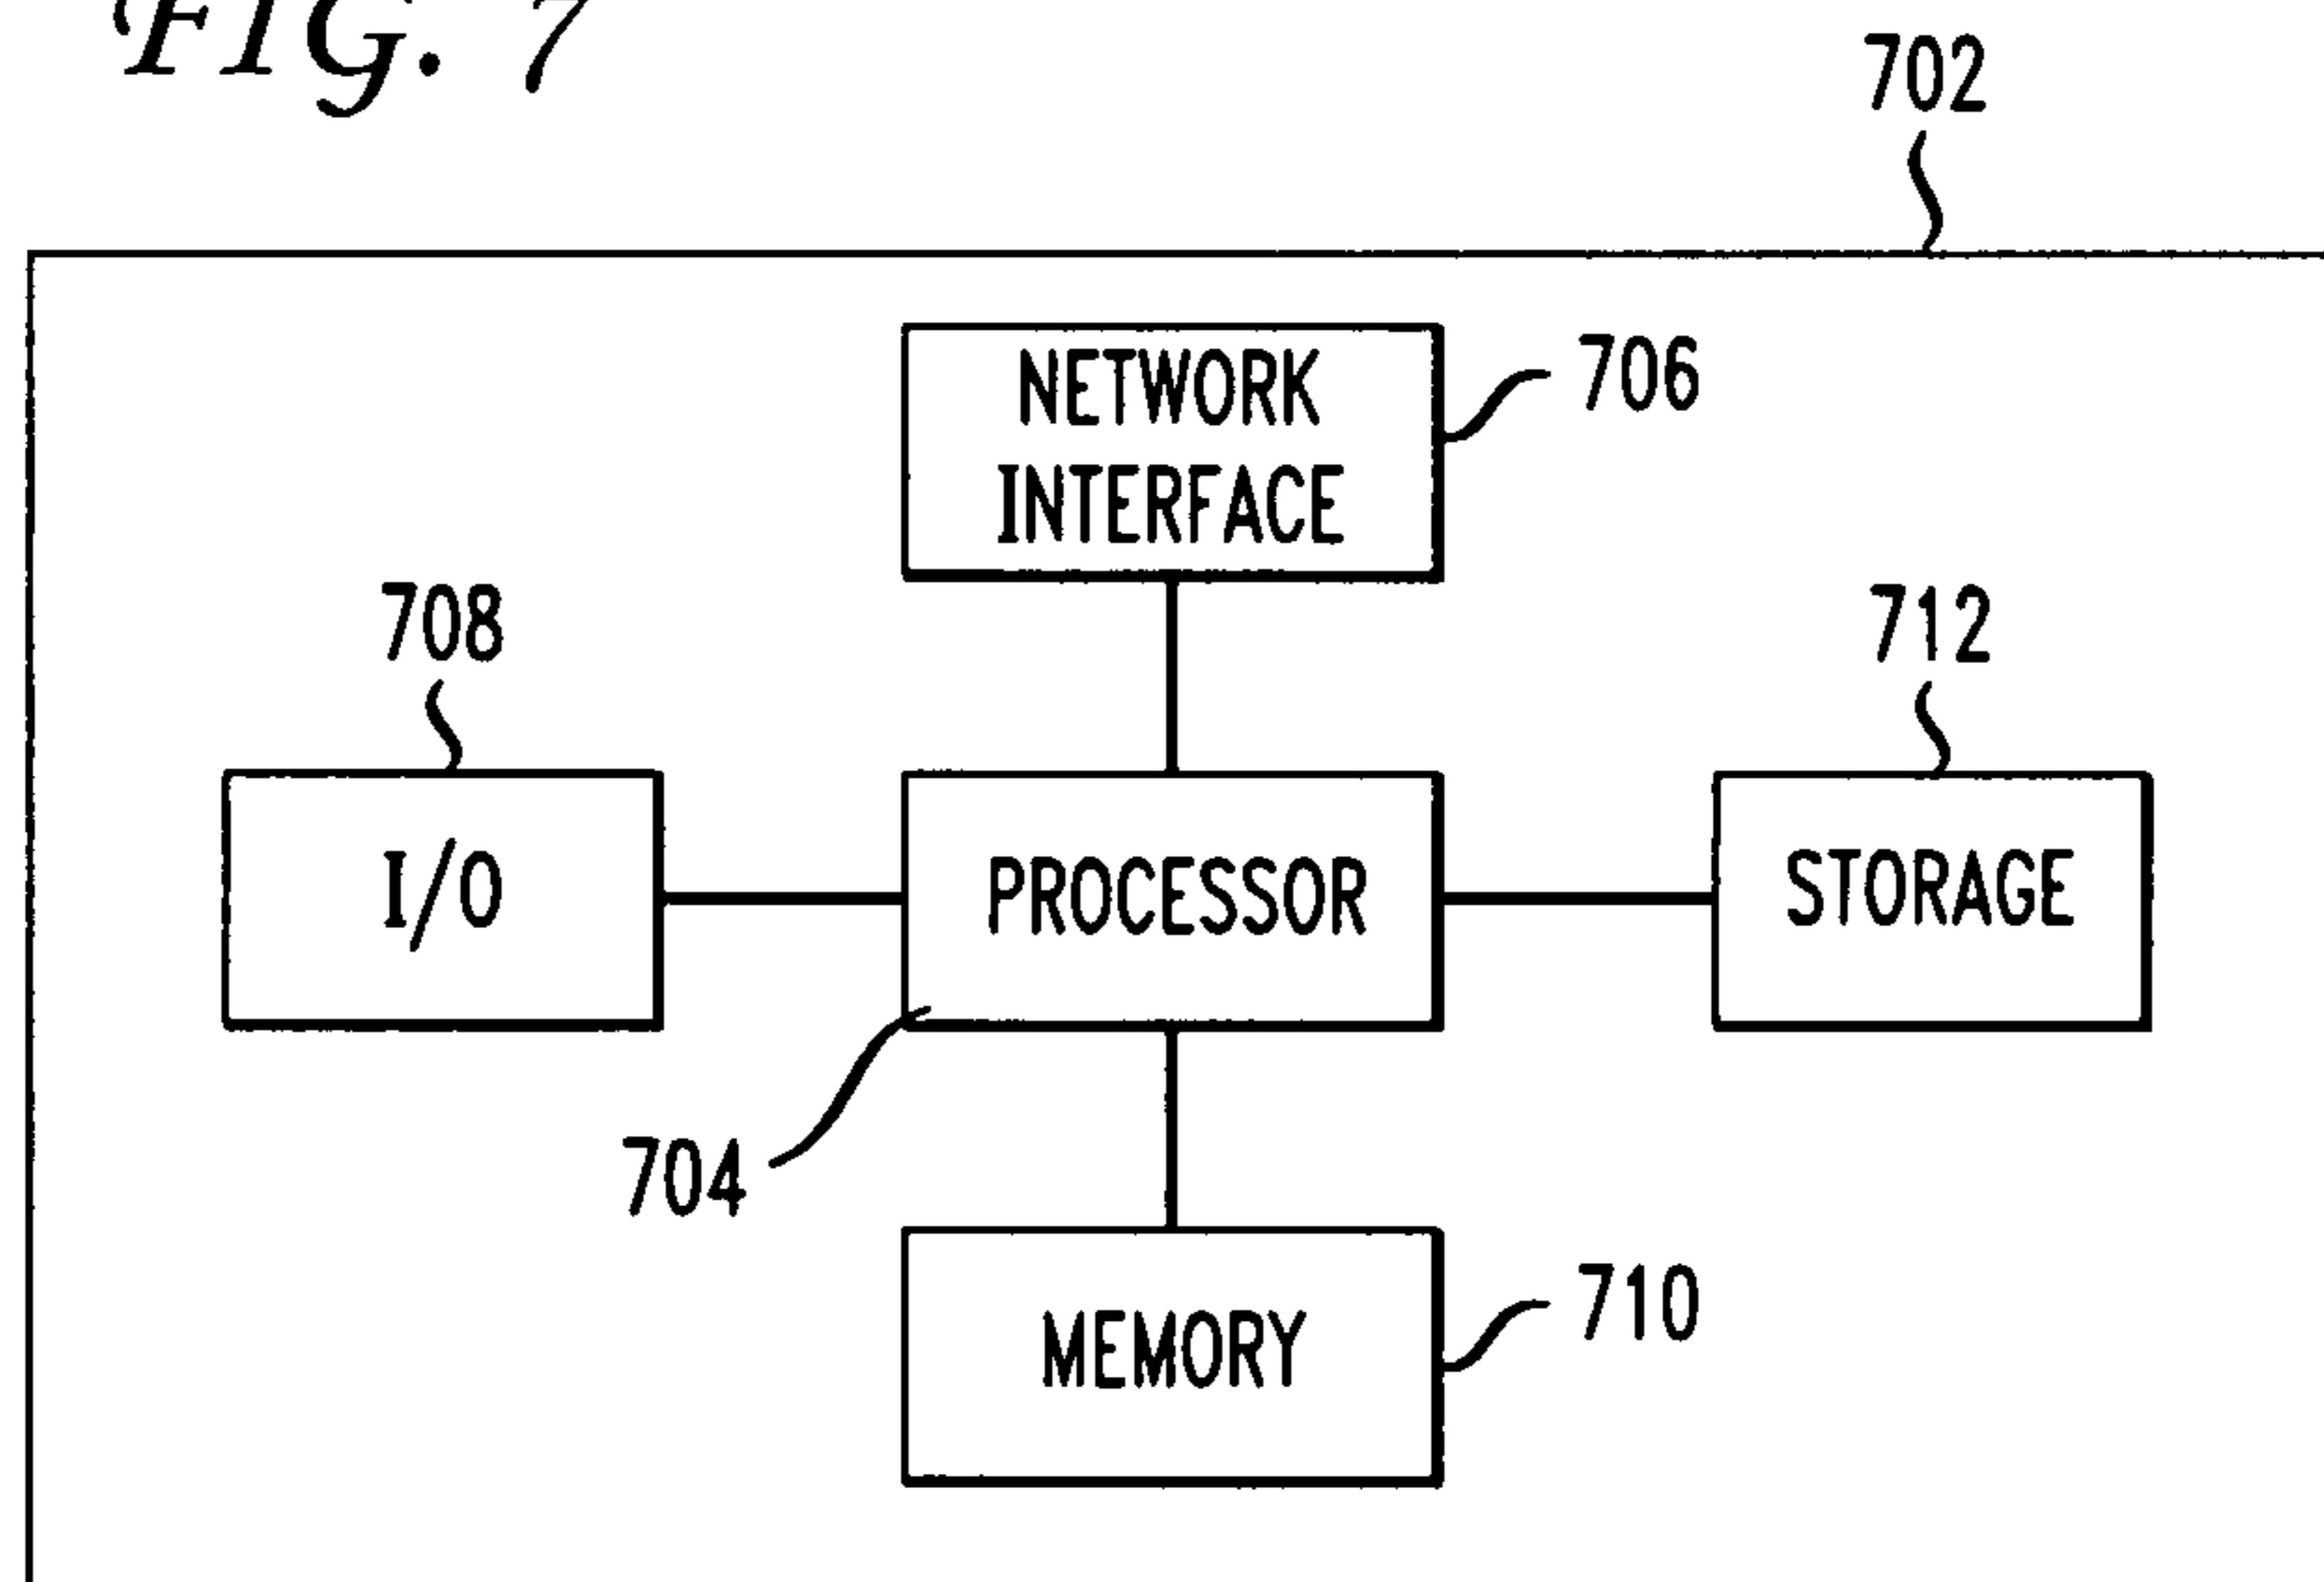 FIG. 7
702
NETWORK
INTERFACE
706
708
712
I/O
PROCESSOR
STORAGE
704
MEMORY
710